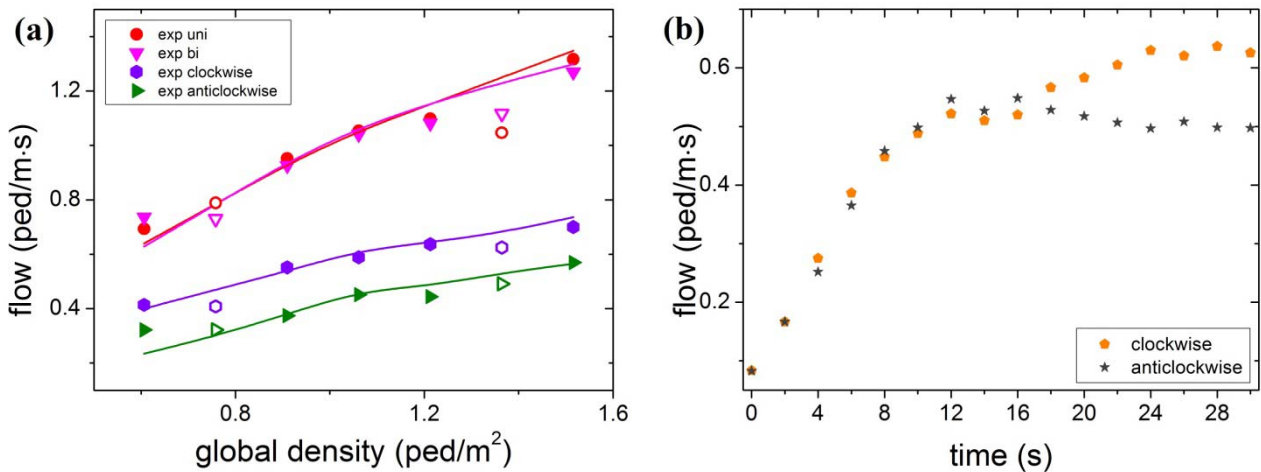 (a)
exp uni
exp bi
exp clockwise
exp anticlockwise
1.2
0.8
0.4
flow (ped/m·s)
0.8
1.2
1.6
global density (ped/m²)
(b)
0.6
0.4
0.2
flow (ped/m·s)
clockwise
anticlockwise
0 4 8 12 16 20 24 28
time (s)